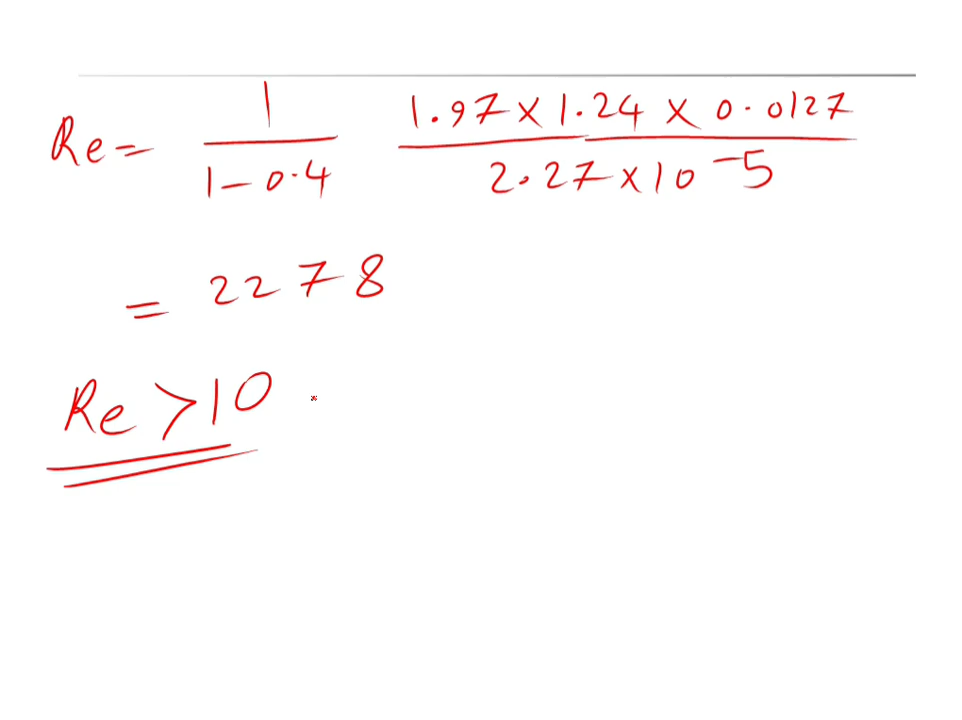 Re = 1 / 1 - 0.4 1.97 x 1.24 x 0.0127 / 2.27 x 10 -5
= 2278
Re > 10